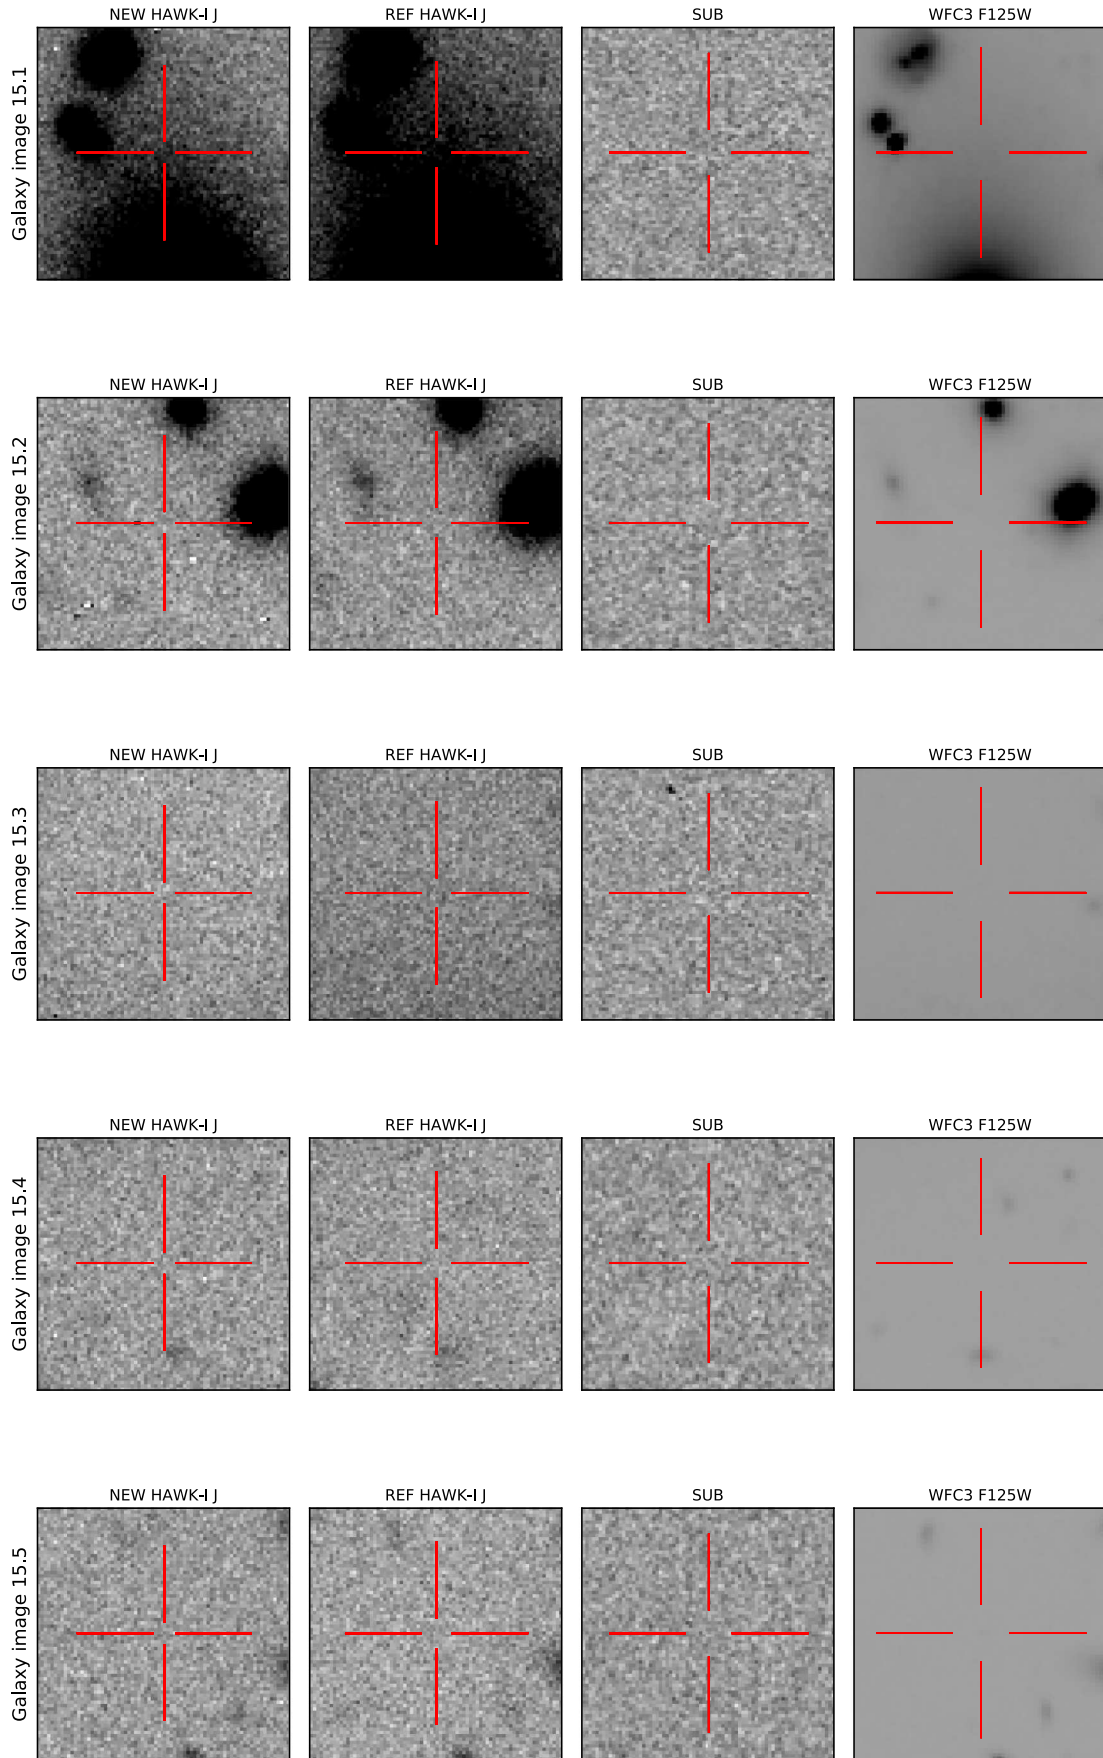 NEW HAWK-I J REF HAWK-I J SUB WFC3 F125W
Galaxy image 15.1
NEW HAWK-I J REF HAWK-I J SUB WFC3 F125W
Galaxy image 15.2
NEW HAWK-I J REF HAWK-I J SUB WFC3 F125W
Galaxy image 15.3
NEW HAWK-I J REF HAWK-I J SUB WFC3 F125W
Galaxy image 15.4
NEW HAWK-I J REF HAWK-I J SUB WFC3 F125W
Galaxy image 15.5